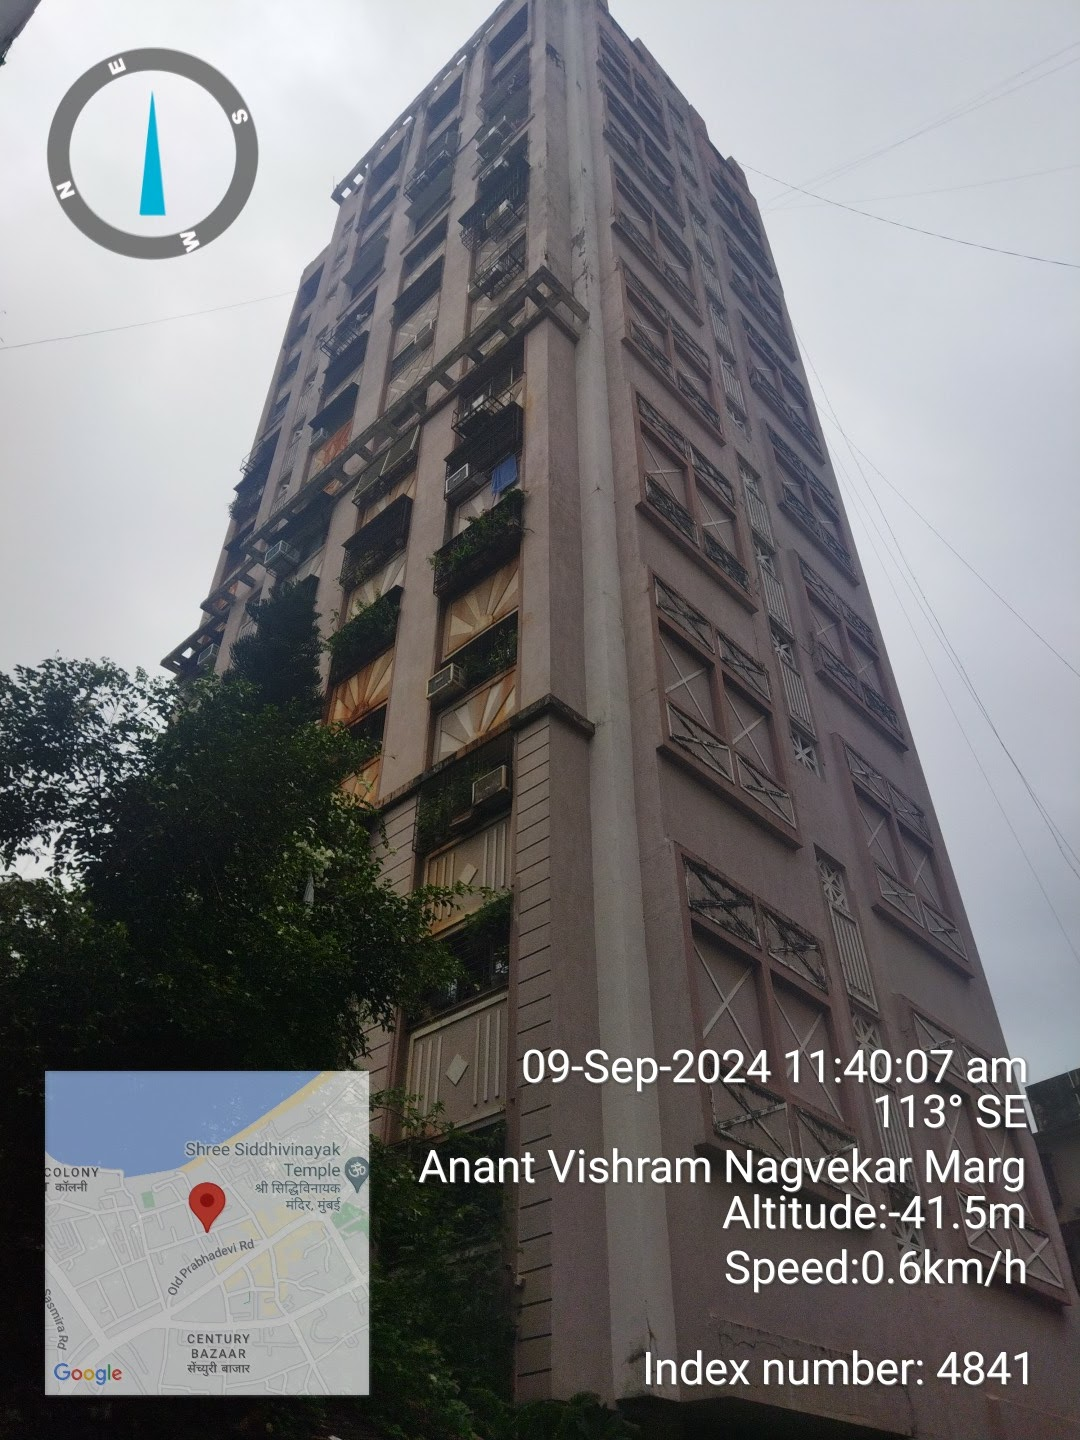 E
S
N
W
09-Sep-2024 11:40:07 am
113° SE
Anant Vishram Nagvekar Marg
Altitude:-41.5m
Speed:0.6km/h
Index number: 4841
Shree Siddhivinayak
Temple
श्री सिद्धिविनायक
मंदिर, मुंबई
COLONY
कॉलनी
Old Prabhadevi Rd
Sasmira Rd
CENTURY
BAZAAR
सेंच्युरी बाजार
Google